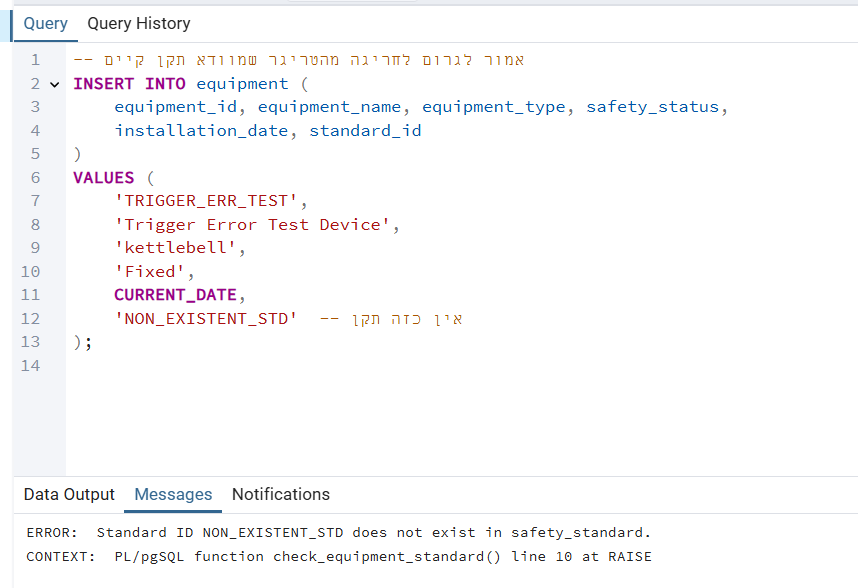 Query Query History
1 -- אמור לגרום לחריגה מהטריגר שמוודא תקן קיים
2 INSERT INTO equipment (
3 equipment_id, equipment_name, equipment_type, safety_status,
4 installation_date, standard_id
5 )
6 VALUES (
7 'TRIGGER_ERR_TEST',
8 'Trigger Error Test Device',
9 'kettlebell',
10 'Fixed',
11 CURRENT_DATE,
12 'NON_EXISTENT_STD' -- אין כזה תקן
13 );
14
Data Output Messages Notifications
ERROR: Standard ID NON_EXISTENT_STD does not exist in safety_standard.
CONTEXT: PL/pgSQL function check_equipment_standard() line 10 at RAISE